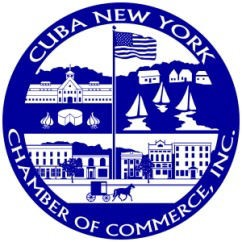 CUBA NEW YORK
CHAMBER OF COMMERCE, INC.